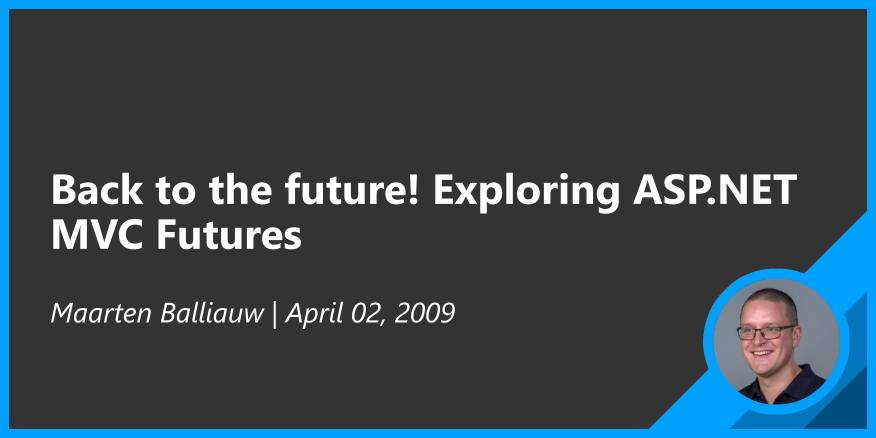 Back to the future! Exploring ASP.NET
MVC Futures
Maarten Balliauw | April 02, 2009